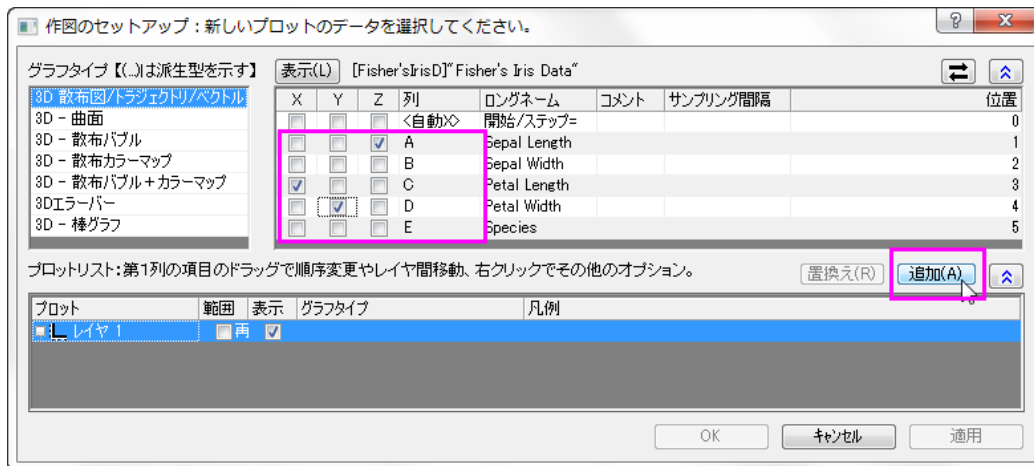 作図のセットアップ：新しいプロットのデータを選択してください。
グラフタイプ【(...)は派生型を示す】 表示(L) [Fisher'sIrisD]"Fisher's Iris Data"
3D 散布図/トラジェクトリ/ベクトル
3D - 曲面
3D - 散布バブル
3D - 散布カラーマップ
3D - 散布バブル＋カラーマップ
3Dエラーバー
3D - 棒グラフ
X Y Z 列 ロングネーム コメント サンプリング間隔 位置
<自動X> 開始/ステップ= 0
A Sepal Length 1
B Sepal Width 2
C Petal Length 3
D Petal Width 4
E Species 5
プロットリスト：第1列の項目のドラッグで順序変更やレイヤ間移動、右クリックでその他のオプション。 置換え(R) 追加(A)
プロット 範囲 表示 グラフタイプ 凡例
レイヤ 1 再
OK キャンセル 適用